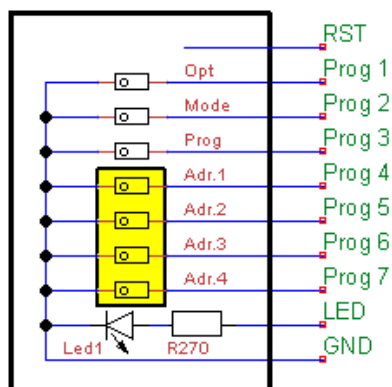 RST
Opt Prog 1
Mode Prog 2
Prog Prog 3
Adr.1 Prog 4
Adr.2 Prog 5
Adr.3 Prog 6
Adr.4 Prog 7
LED
Led1 R270 GND